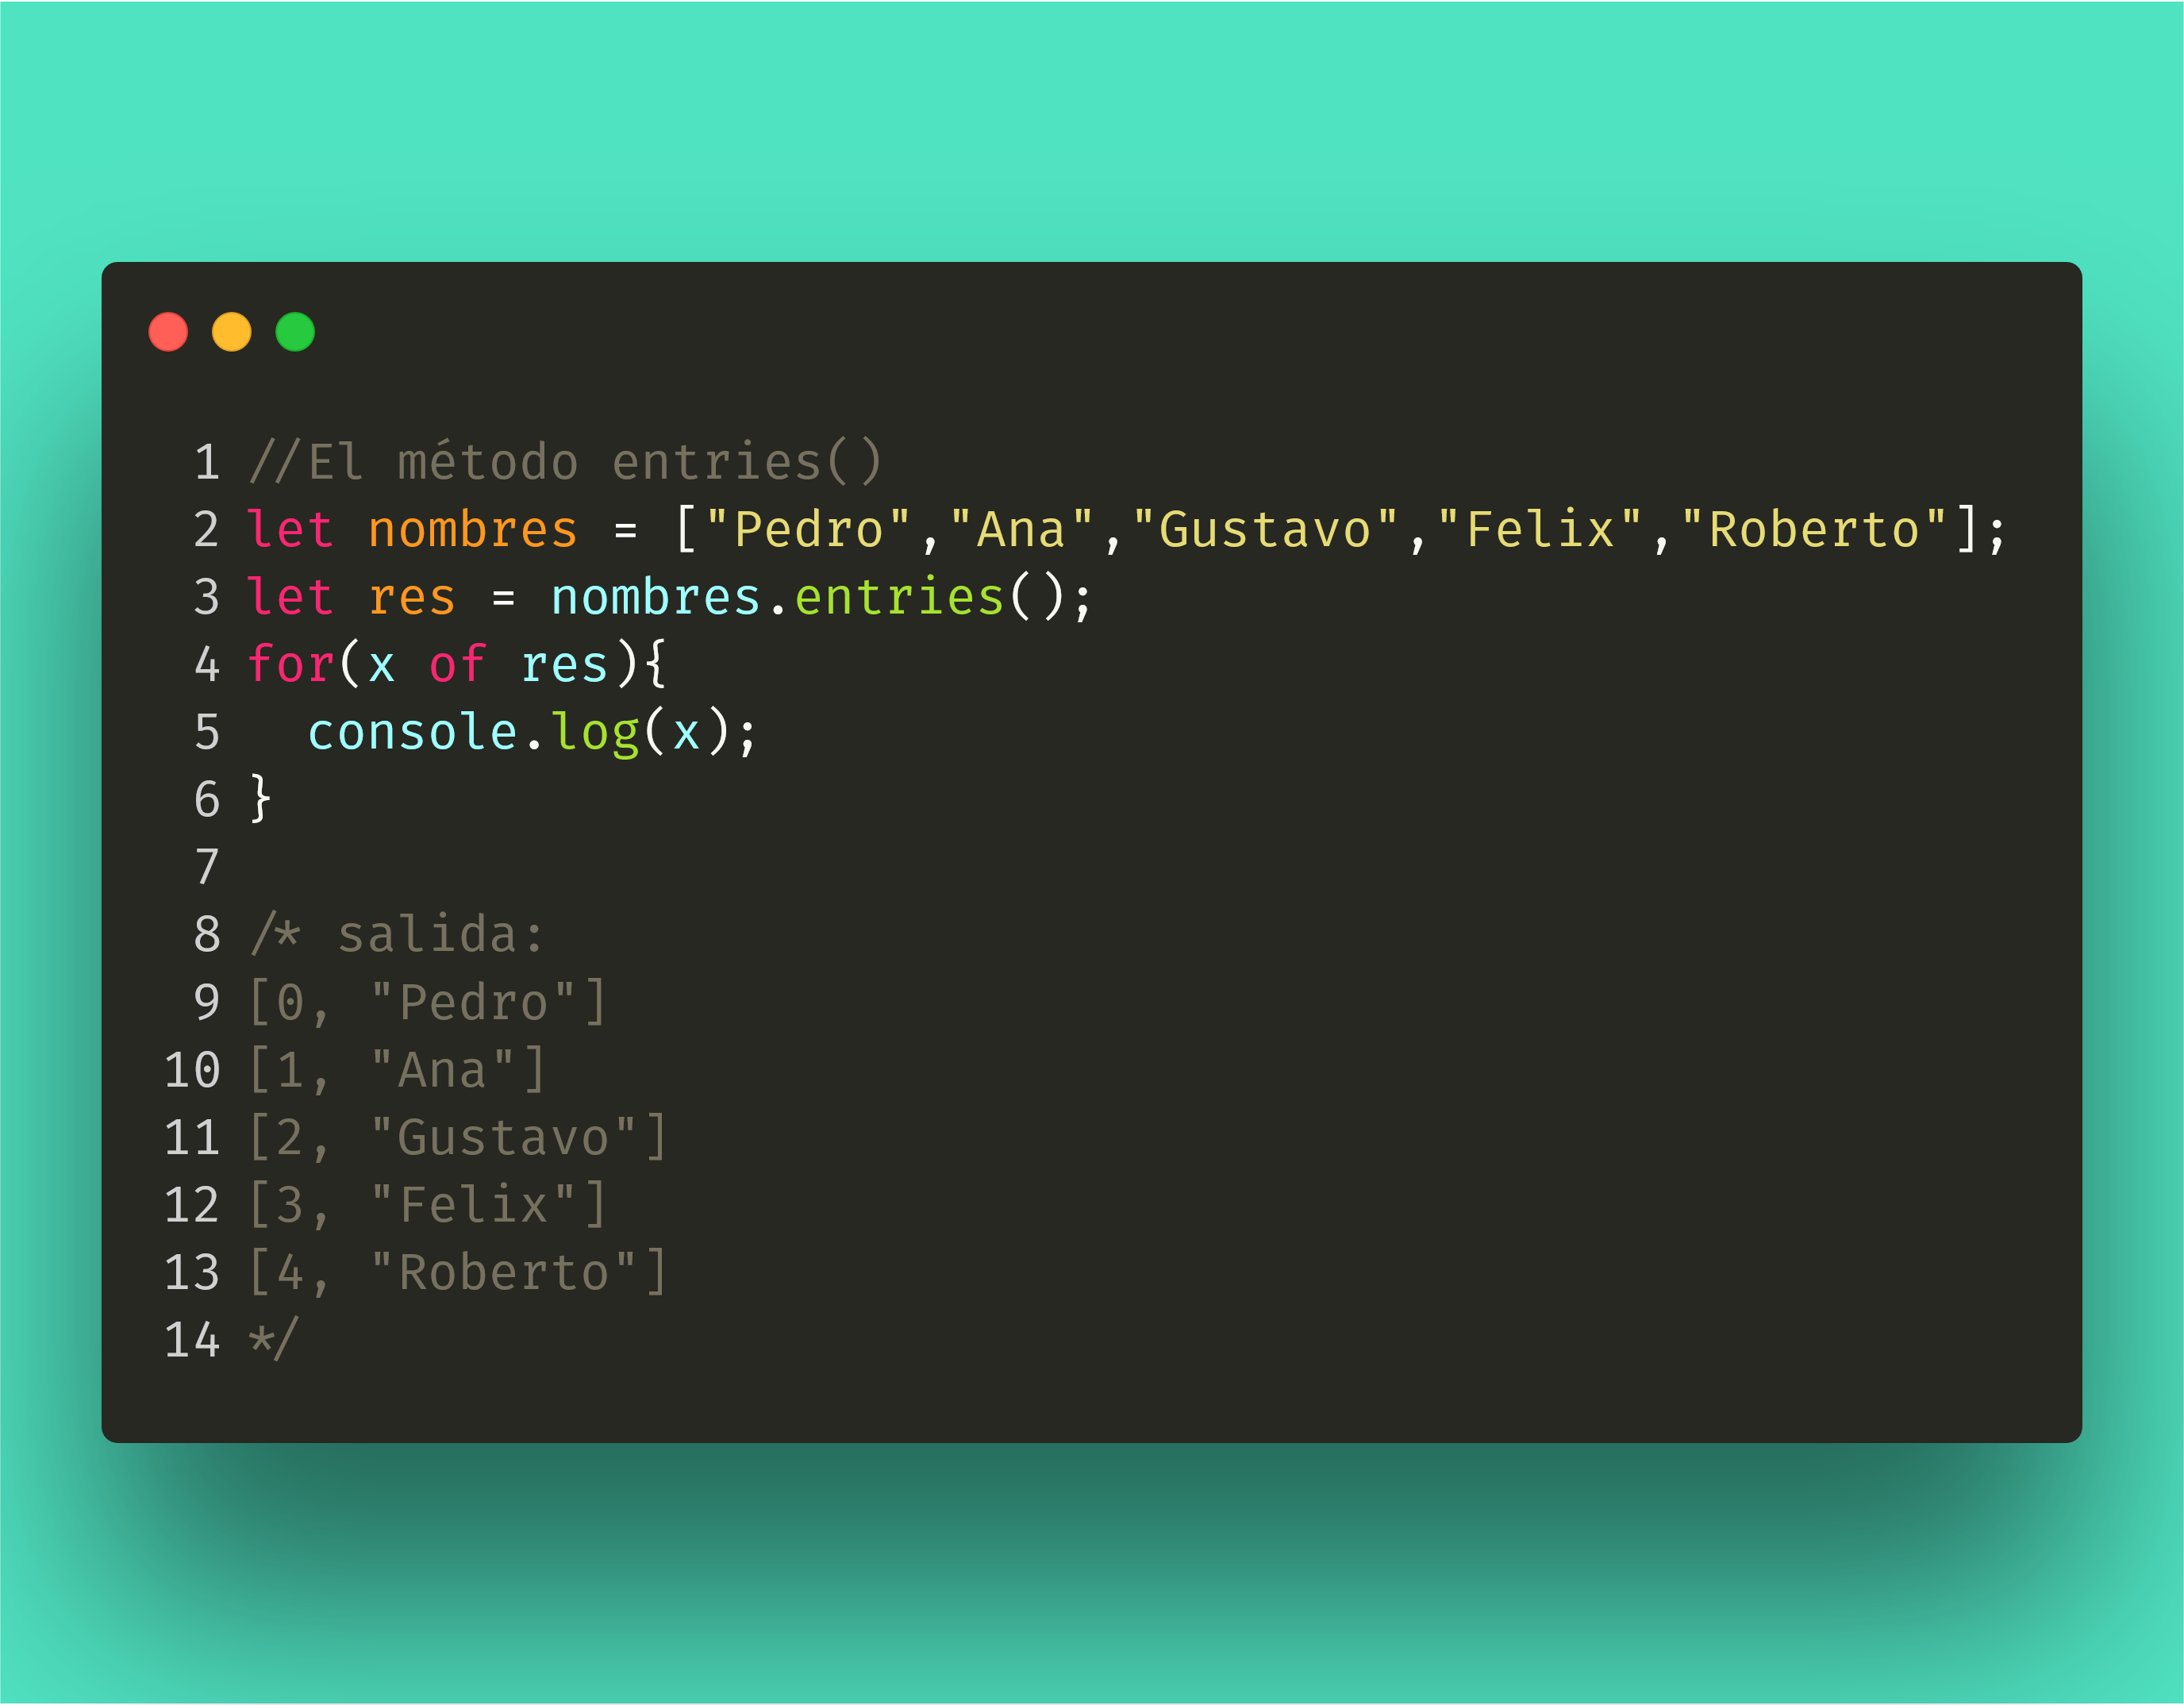 1 //El método entries()
2 let nombres = ["Pedro","Ana","Gustavo","Felix","Roberto"];
3 let res = nombres.entries();
4 for(x of res){
5   console.log(x);
6 }
7
8 /* salida:
9 [0, "Pedro"]
10 [1, "Ana"]
11 [2, "Gustavo"]
12 [3, "Felix"]
13 [4, "Roberto"]
14 */